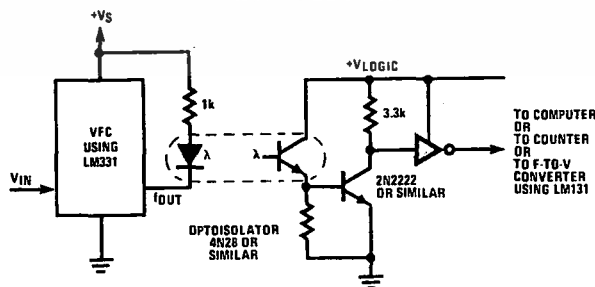 +VS
1k
VFC
USING
LM331
λ
VIN
fOUT
+VLOGIC
3.3k
λ
2N2222
OR SIMILAR
OPTOISOLATOR
4N28 OR
SIMILAR
TO COMPUTER
OR
TO COUNTER
OR
TO F-TO-V
CONVERTER
USING LM131